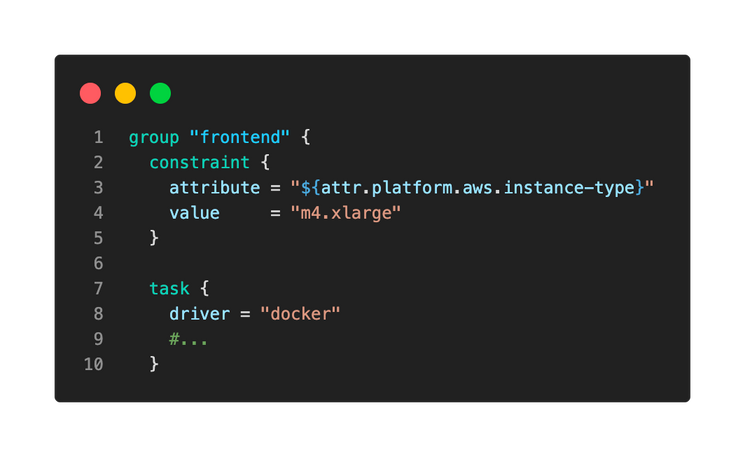 1 group "frontend" {
2   constraint {
3     attribute = "${attr.platform.aws.instance-type}"
4     value     = "m4.xlarge"
5   }
6
7   task {
8     driver = "docker"
9     #...
10   }